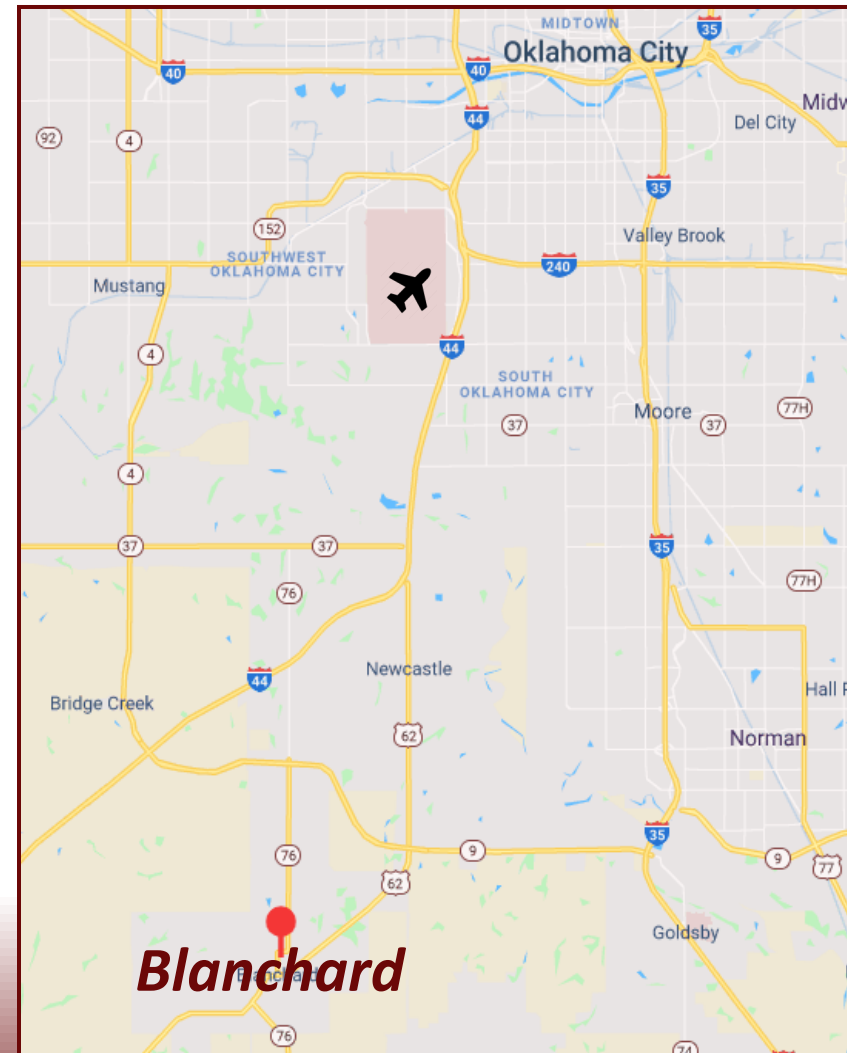 MIDTOWN
35
Oklahoma City
40
40
44
Midw
Del City
92
4
35
152
Valley Brook
SOUTHWEST
OKLAHOMA CITY
240
Mustang
44
4
SOUTH
OKLAHOMA CITY
77H
Moore
37
37
4
37
37
35
77H
76
Newcastle
44
Bridge Creek
Hall P
62
Norman
35
9
76
9
77
62
Goldsby
Blanchard
Blanchard
76
74